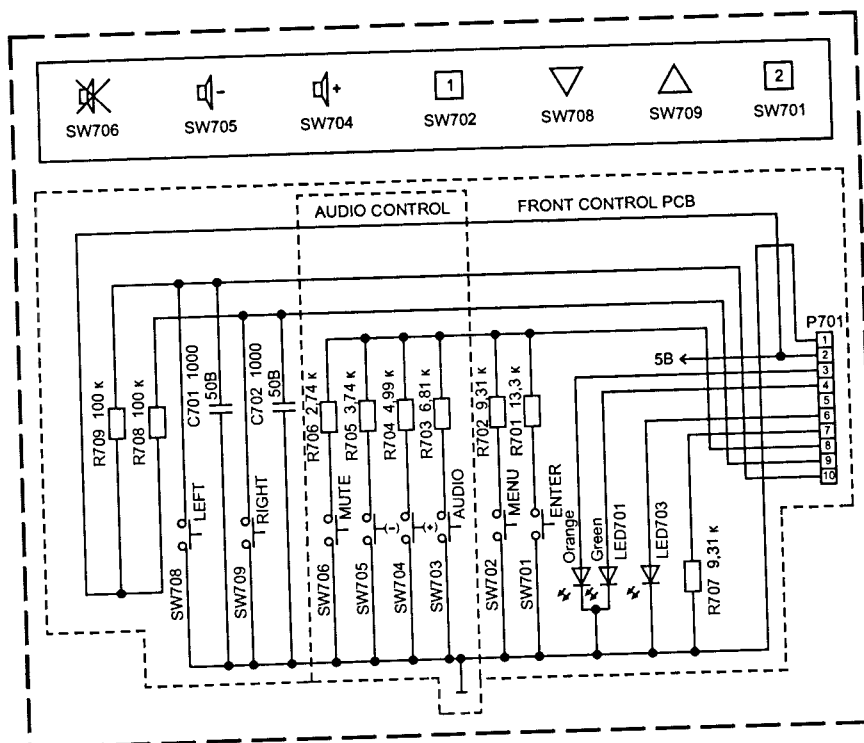 1
2
SW706
SW705
SW704
SW702
SW708
SW709
SW701
AUDIO CONTROL
FRONT CONTROL PCB
P701
5В
1
2
3
4
5
6
7
8
9
10
R709 100 к
R708 100 к
C701 1000
50В
C702 1000
50В
R706 2,74 к
R705 3,74 к
R704 4,99 к
R703 6,81 к
R702 9,31 к
R701 13,3 к
LEFT
RIGHT
MUTE
(-)
(+)
AUDIO
MENU
ENTER
Orange
Green
LED701
LED703
R707 9,31 к
SW708
SW709
SW706
SW705
SW704
SW703
SW702
SW701